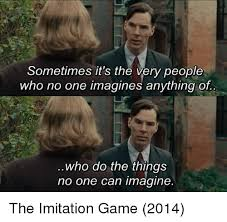 Sometimes it's the very people
who no one imagines anything of..
..who do the things
no one can imagine.
The Imitation Game (2014)